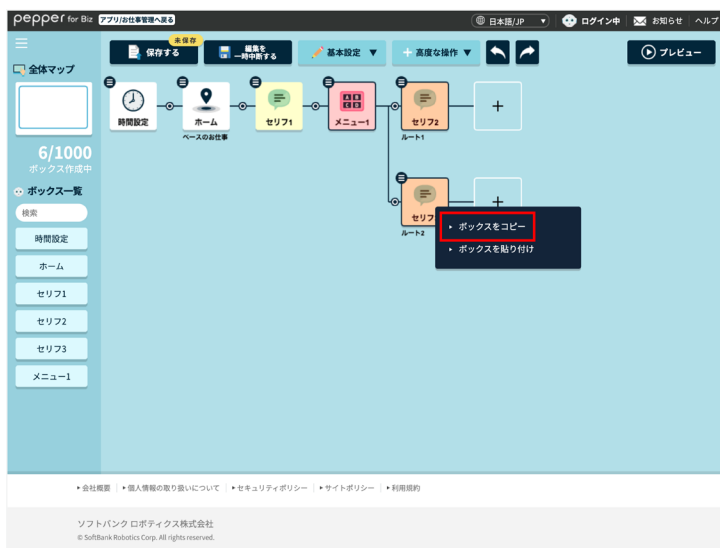 pepper for Biz アプリ/お仕事管理へ戻る 日本語/JP ▼ ログイン中 お知らせ ヘルプ
未保存
保存する 編集を一時中断する 基本設定 ▼ 高度な操作 ▼ プレビュー
全体マップ
時間設定 ホーム セリフ1 メニュー1 セリフ2 +
ベースのお仕事 ルート1
6/1000
ボックス作成中
ボックス一覧
検索
セリフ +
ルート2
ボックスをコピー
ボックスを貼り付け
時間設定
ホーム
セリフ1
セリフ2
セリフ3
メニュー1
会社概要 個人情報の取り扱いについて セキュリティポリシー サイトポリシー 利用規約
ソフトバンク ロボティクス株式会社
© SoftBank Robotics Corp. All rights reserved.